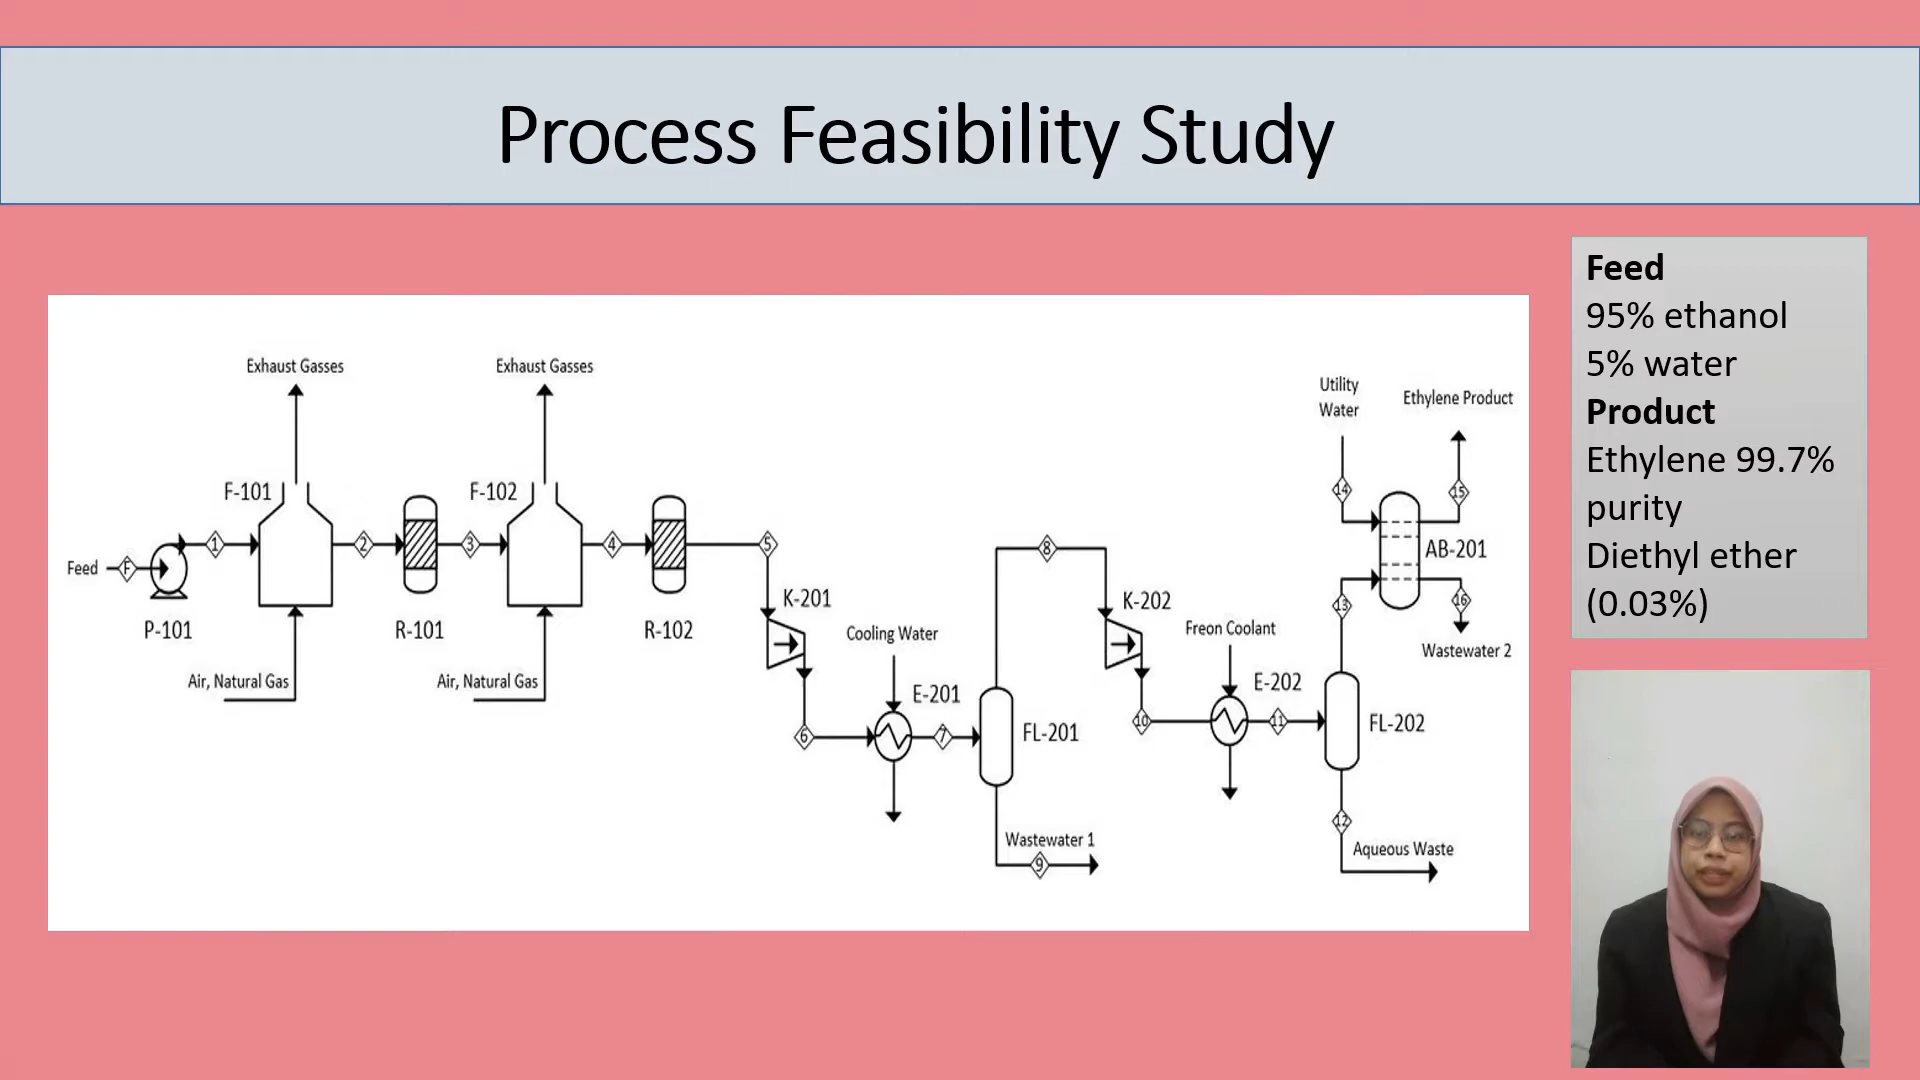 Process Feasibility Study
Feed
95% ethanol
5% water
Product
Ethylene 99.7%
purity
Diethyl ether
(0.03%)
Exhaust Gasses
Exhaust Gasses
Utility
Water
Ethylene Product
F-101
F-102
14
15
Feed
F
1
2
3
4
5
8
AB-201
P-101
R-101
R-102
K-201
K-202
13
16
Cooling Water
Freon Coolant
Wastewater 2
Air, Natural Gas
Air, Natural Gas
E-201
E-202
6
7
FL-201
10
11
FL-202
Wastewater 1
9
12
Aqueous Waste